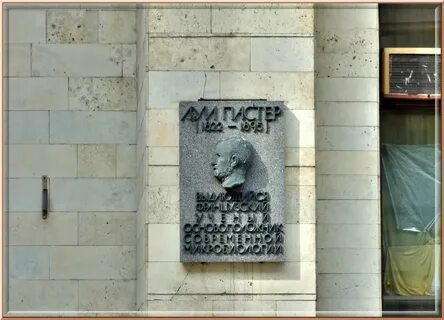 ЛУИ ПАСТЕР
(1822 – 1895)
ВЫДАЮЩИЙСЯ
ФРАНЦУЗСКИЙ
УЧЕНЫЙ
ОСНОВОПОЛОЖНИК
СОВРЕМЕННОЙ
МИКРОБИОЛОГИИ